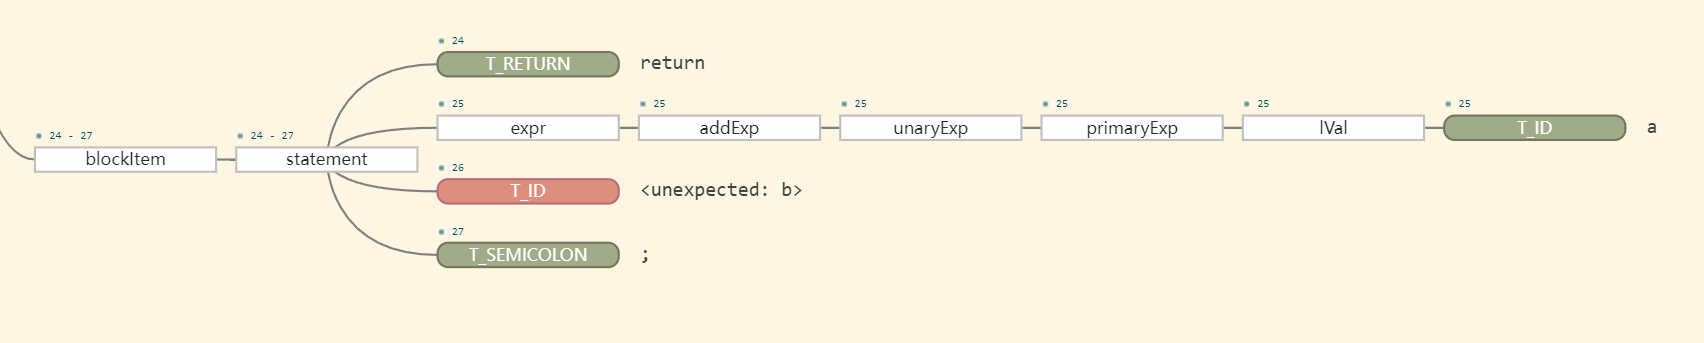 ※ 24
T_RETURN return
※ 25 ※ 25 ※ 25 ※ 25 ※ 25 ※ 25
expr addExp unaryExp primaryExp lVal T_ID a
※ 24 - 27 ※ 24 - 27
blockItem statement
※ 26
T_ID <unexpected: b>
※ 27
T_SEMICOLON ;